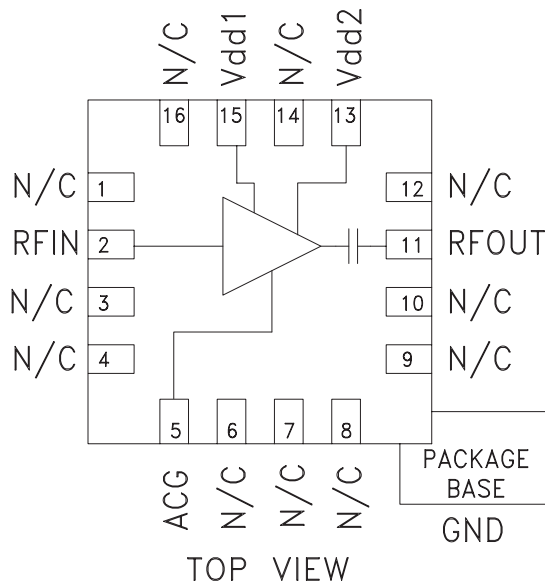 N/C
Vdd1
N/C
Vdd2
16
15
14
13
N/C 1
12 N/C
RFIN 2
11 RFOUT
N/C 3
10 N/C
N/C 4
9 N/C
5
6
7
8
ACG
N/C
N/C
N/C
PACKAGE
BASE
GND
TOP VIEW